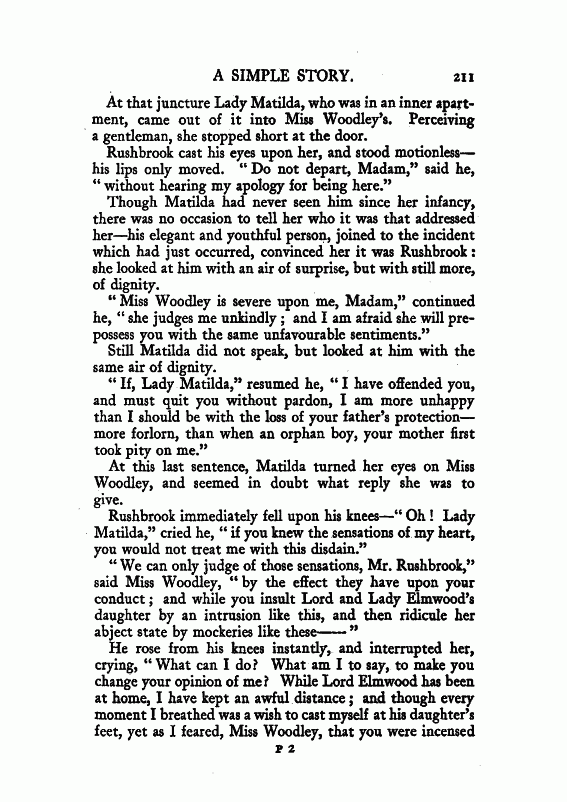 A SIMPLE STORY. 211
At that juncture Lady Matilda, who was in an inner apart-
ment, came out of it into Miss Woodley's. Perceiving
a gentleman, she stopped short at the door.
Rushbrook cast his eyes upon her, and stood motionless—
his lips only moved. "Do not depart, Madam," said he,
"without hearing my apology for being here."
Though Matilda had never seen him since her infancy,
there was no occasion to tell her who it was that addressed
her—his elegant and youthful person, joined to the incident
which had just occurred, convinced her it was Rushbrook:
she looked at him with an air of surprise, but with still more,
of dignity.
"Miss Woodley is severe upon me, Madam," continued
he, "she judges me unkindly; and I am afraid she will pre-
possess you with the same unfavourable sentiments."
Still Matilda did not speak, but looked at him with the
same air of dignity.
"If, Lady Matilda," resumed he, "I have offended you,
and must quit you without pardon, I am more unhappy
than I should be with the loss of your father's protection—
more forlorn, than when an orphan boy, your mother first
took pity on me."
At this last sentence, Matilda turned her eyes on Miss
Woodley, and seemed in doubt what reply she was to
give.
Rushbrook immediately fell upon his knees—"Oh! Lady
Matilda," cried he, "if you knew the sensations of my heart,
you would not treat me with this disdain."
"We can only judge of those sensations, Mr. Rushbrook,"
said Miss Woodley, "by the effect they have upon your
conduct; and while you insult Lord and Lady Elmwood's
daughter by an intrusion like this, and then ridicule her
abject state by mockeries like these——"
He rose from his knees instantly, and interrupted her,
crying, "What can I do? What am I to say, to make you
change your opinion of me? While Lord Elmwood has been
at home, I have kept an awful distance; and though every
moment I breathed was a wish to cast myself at his daughter's
feet, yet as I feared, Miss Woodley, that you were incensed
P 2